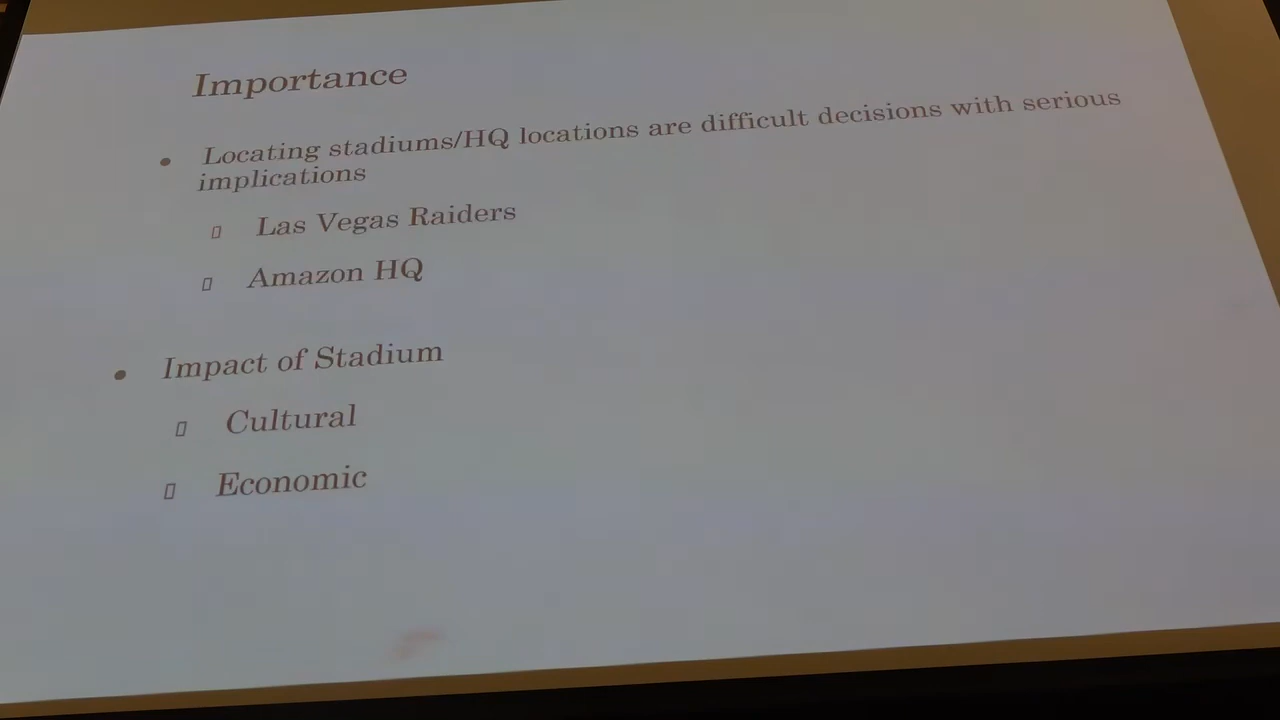 Importance
• Locating stadiums/HQ locations are difficult decisions with serious
implications
▯ Las Vegas Raiders
▯ Amazon HQ
• Impact of Stadium
▯ Cultural
▯ Economic